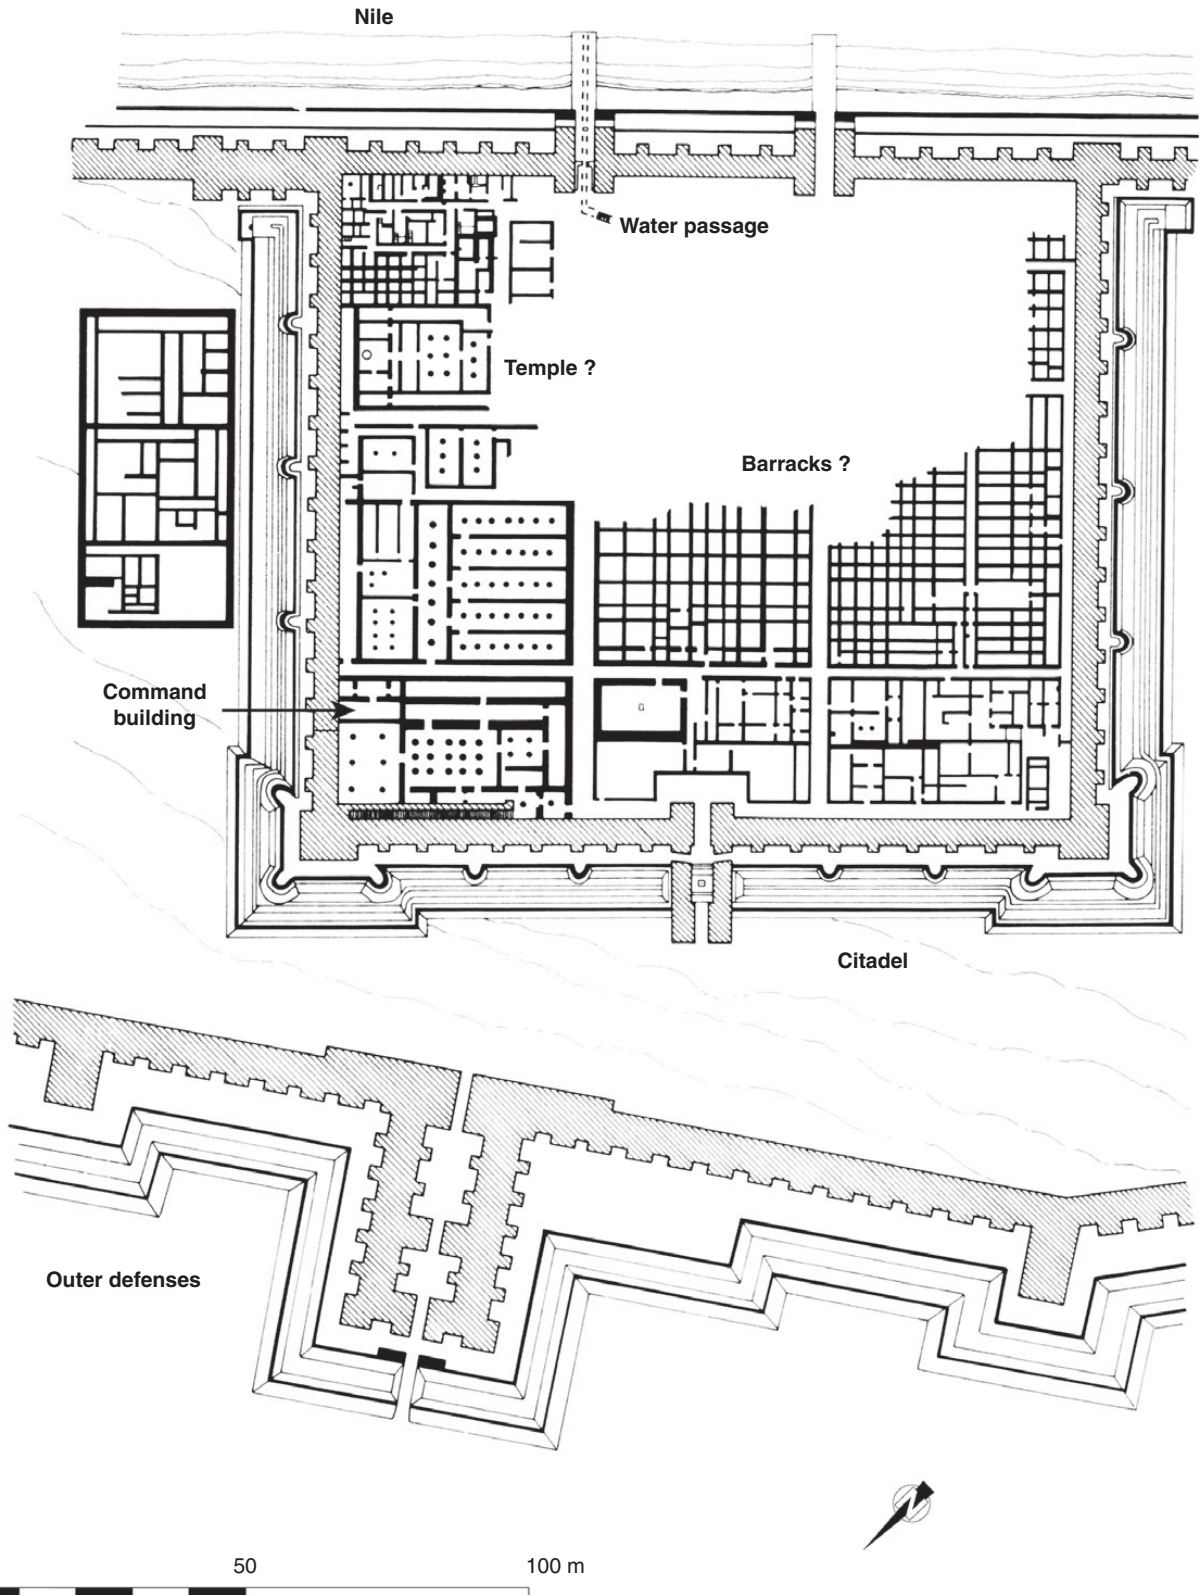 Nile
Water passage
Temple ?
Barracks ?
Command
building
Citadel
Outer defenses
N
50
100 m